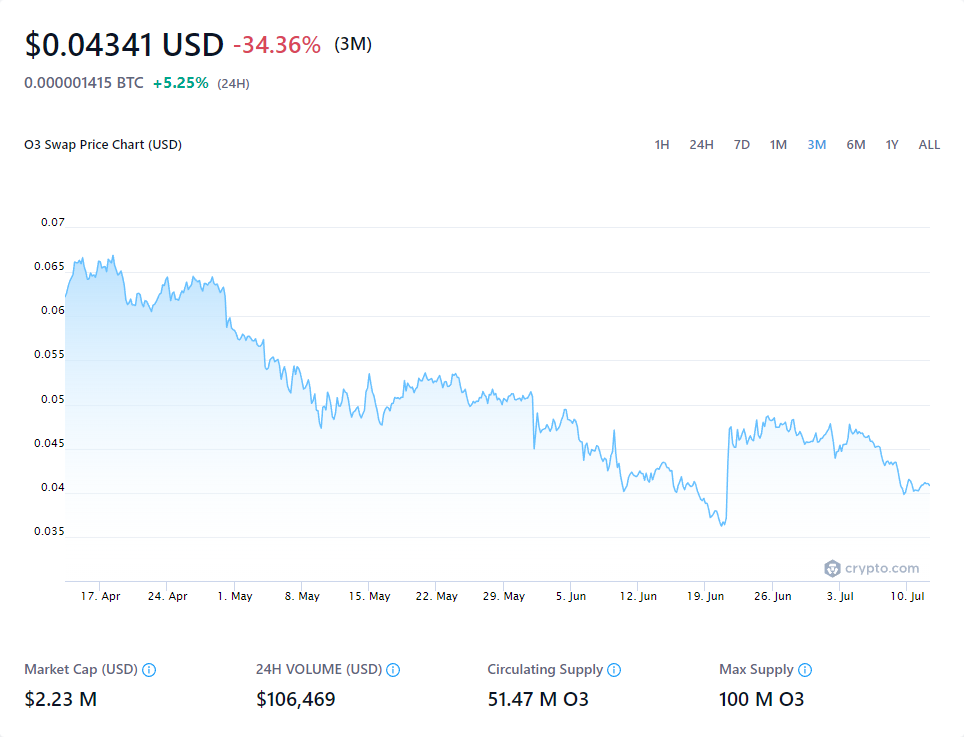 $0.04341 USD -34.36% (3M)
0.000001415 BTC +5.25% (24H)
O3 Swap Price Chart (USD)
1H 24H 7D 1M 3M 6M 1Y ALL
0.07
0.065
0.06
0.055
0.05
0.045
0.04
0.035
crypto.com
17. Apr 24. Apr 1. May 8. May 15. May 22. May 29. May 5. Jun 12. Jun 19. Jun 26. Jun 3. Jul 10. Jul
Market Cap (USD) 24H VOLUME (USD) Circulating Supply Max Supply
$2.23 M $106,469 51.47 M O3 100 M O3